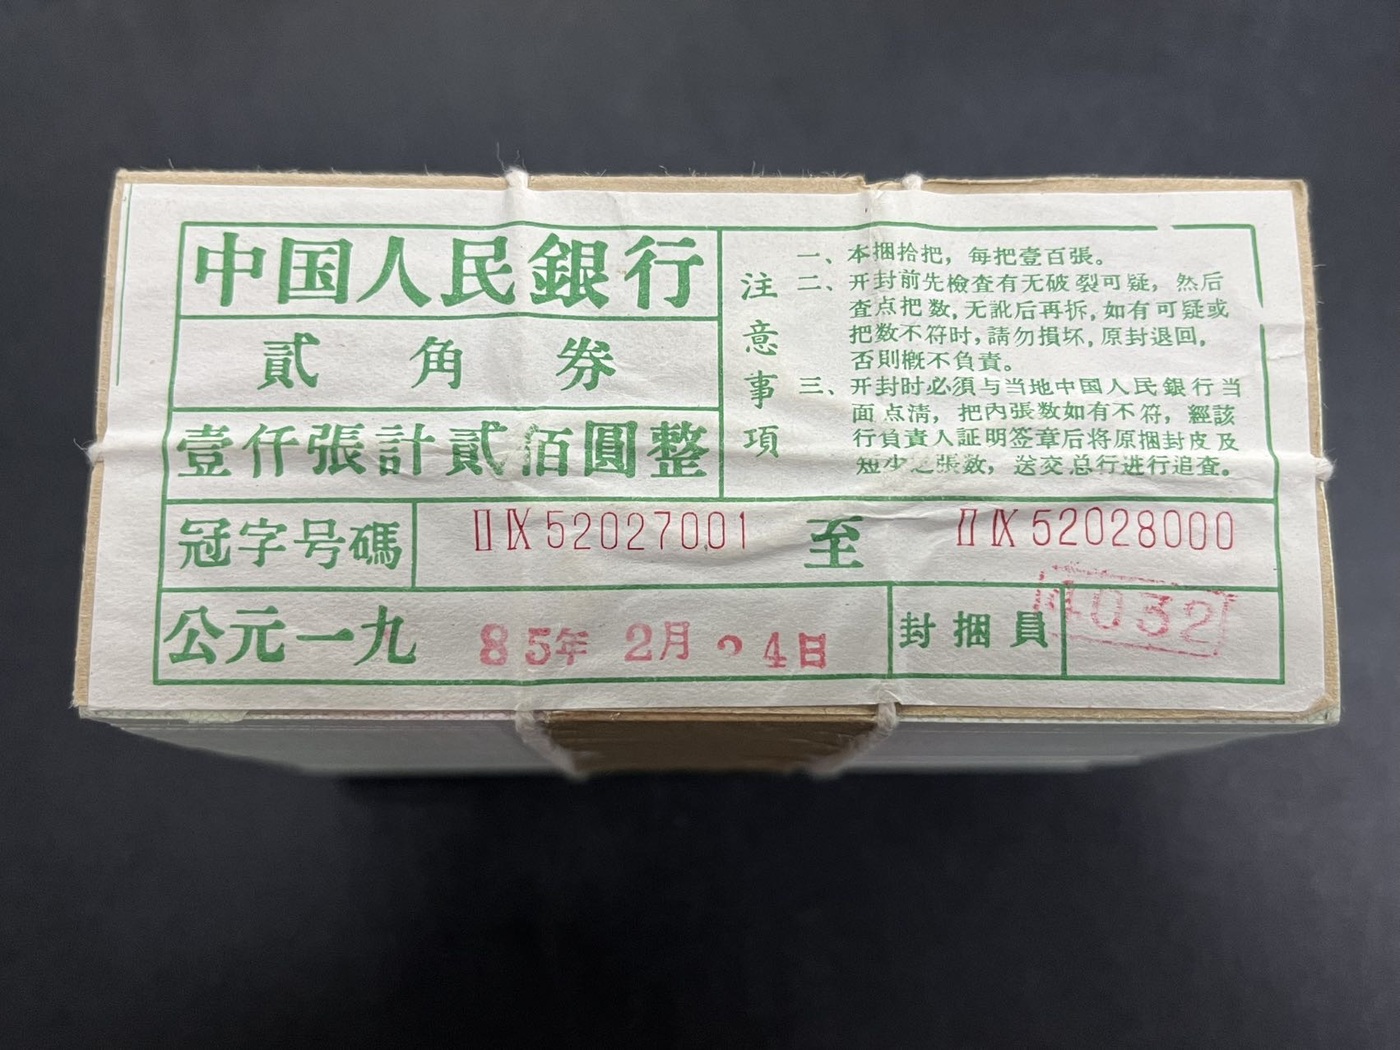 中国人民銀行
貳角券
壹仟張計貳佰圓整
注意事項
一、本捆拾把，每把壹百張。
二、开封前先檢查有无破裂可疑，然后
查点把数，无訛后再拆，如有可疑或
把数不符时，請勿損坏，原封退回，
否則槪不負責。
三、开封时必須与当地中国人民銀行当
面点清，把內張数如有不符，經該
行負責人証明签章后将原捆封皮及
短少之張数，送交总行进行追查。
冠字号碼
ⅡⅨ52027001 至 ⅡⅨ52028000
公元一九85年2月24日
封捆員
4032